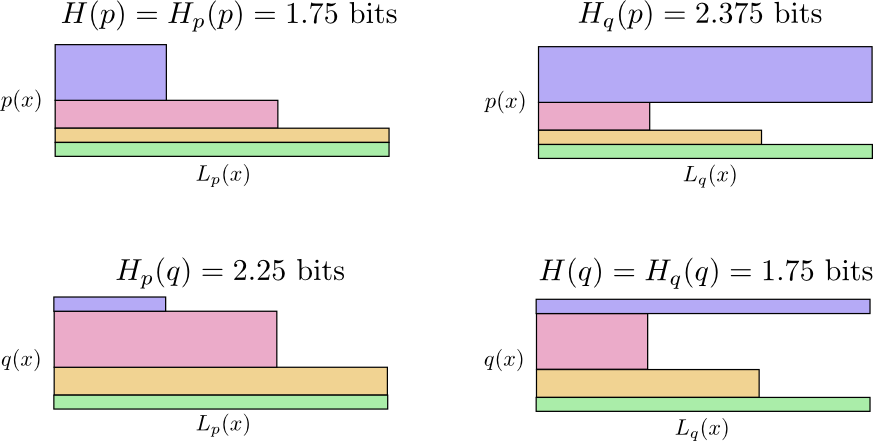 H(p) = H_p(p) = 1.75 bits
p(x)
L_p(x)
H_q(p) = 2.375 bits
p(x)
L_q(x)
H_p(q) = 2.25 bits
q(x)
L_p(x)
H(q) = H_q(q) = 1.75 bits
q(x)
L_q(x)